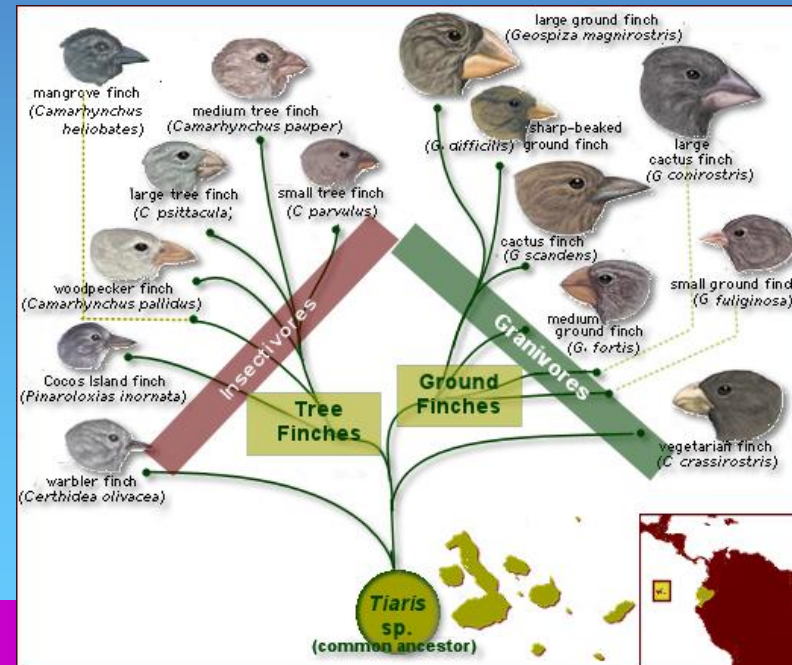 large ground finch
(Geospiza magnirostris)
mangrove finch
(Camarhynchus
heliobates)
medium tree finch
(Camarhynchus pauper)
(G. difficilis)
sharp-beaked
ground finch
large
cactus finch
(G conirostris)
large tree finch
(C psittacula)
small tree finch
(C parvulus)
cactus finch
(G scandens)
woodpecker finch
(Camarhynchus pallidus)
small ground finch
(G fuliginosa)
medium
ground finch
(G. fortis)
Insectivores
Granivores
Cocos Island finch
(Pinaroloxias inornata)
Tree
Finches
Ground
Finches
vegetarian finch
(C crassirostris)
warbler finch
(Certhidea olivacea)
Tiaris
sp.
(common ancestor)